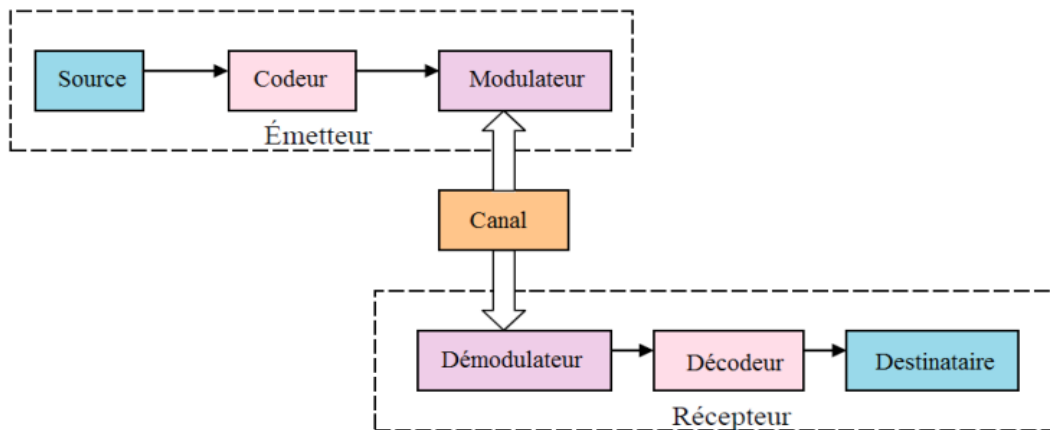 Source
Codeur
Modulateur
Émetteur
Canal
Démodulateur
Décodeur
Destinataire
Récepteur